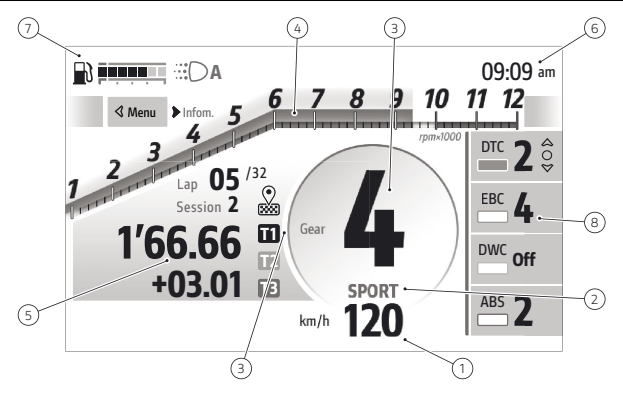 7
4
3
6
A
09:09 am
Menu
Infom.
1 2 3 4 5 6 7 8 9 10 11 12
rpm×1000
Lap 05 /32
Session 2
1’66.66
+03.01
T1
T2
T3
Gear
4
SPORT
km/h 120
DTC 2
EBC 4
DWC Off
ABS 2
8
2
5
3
1